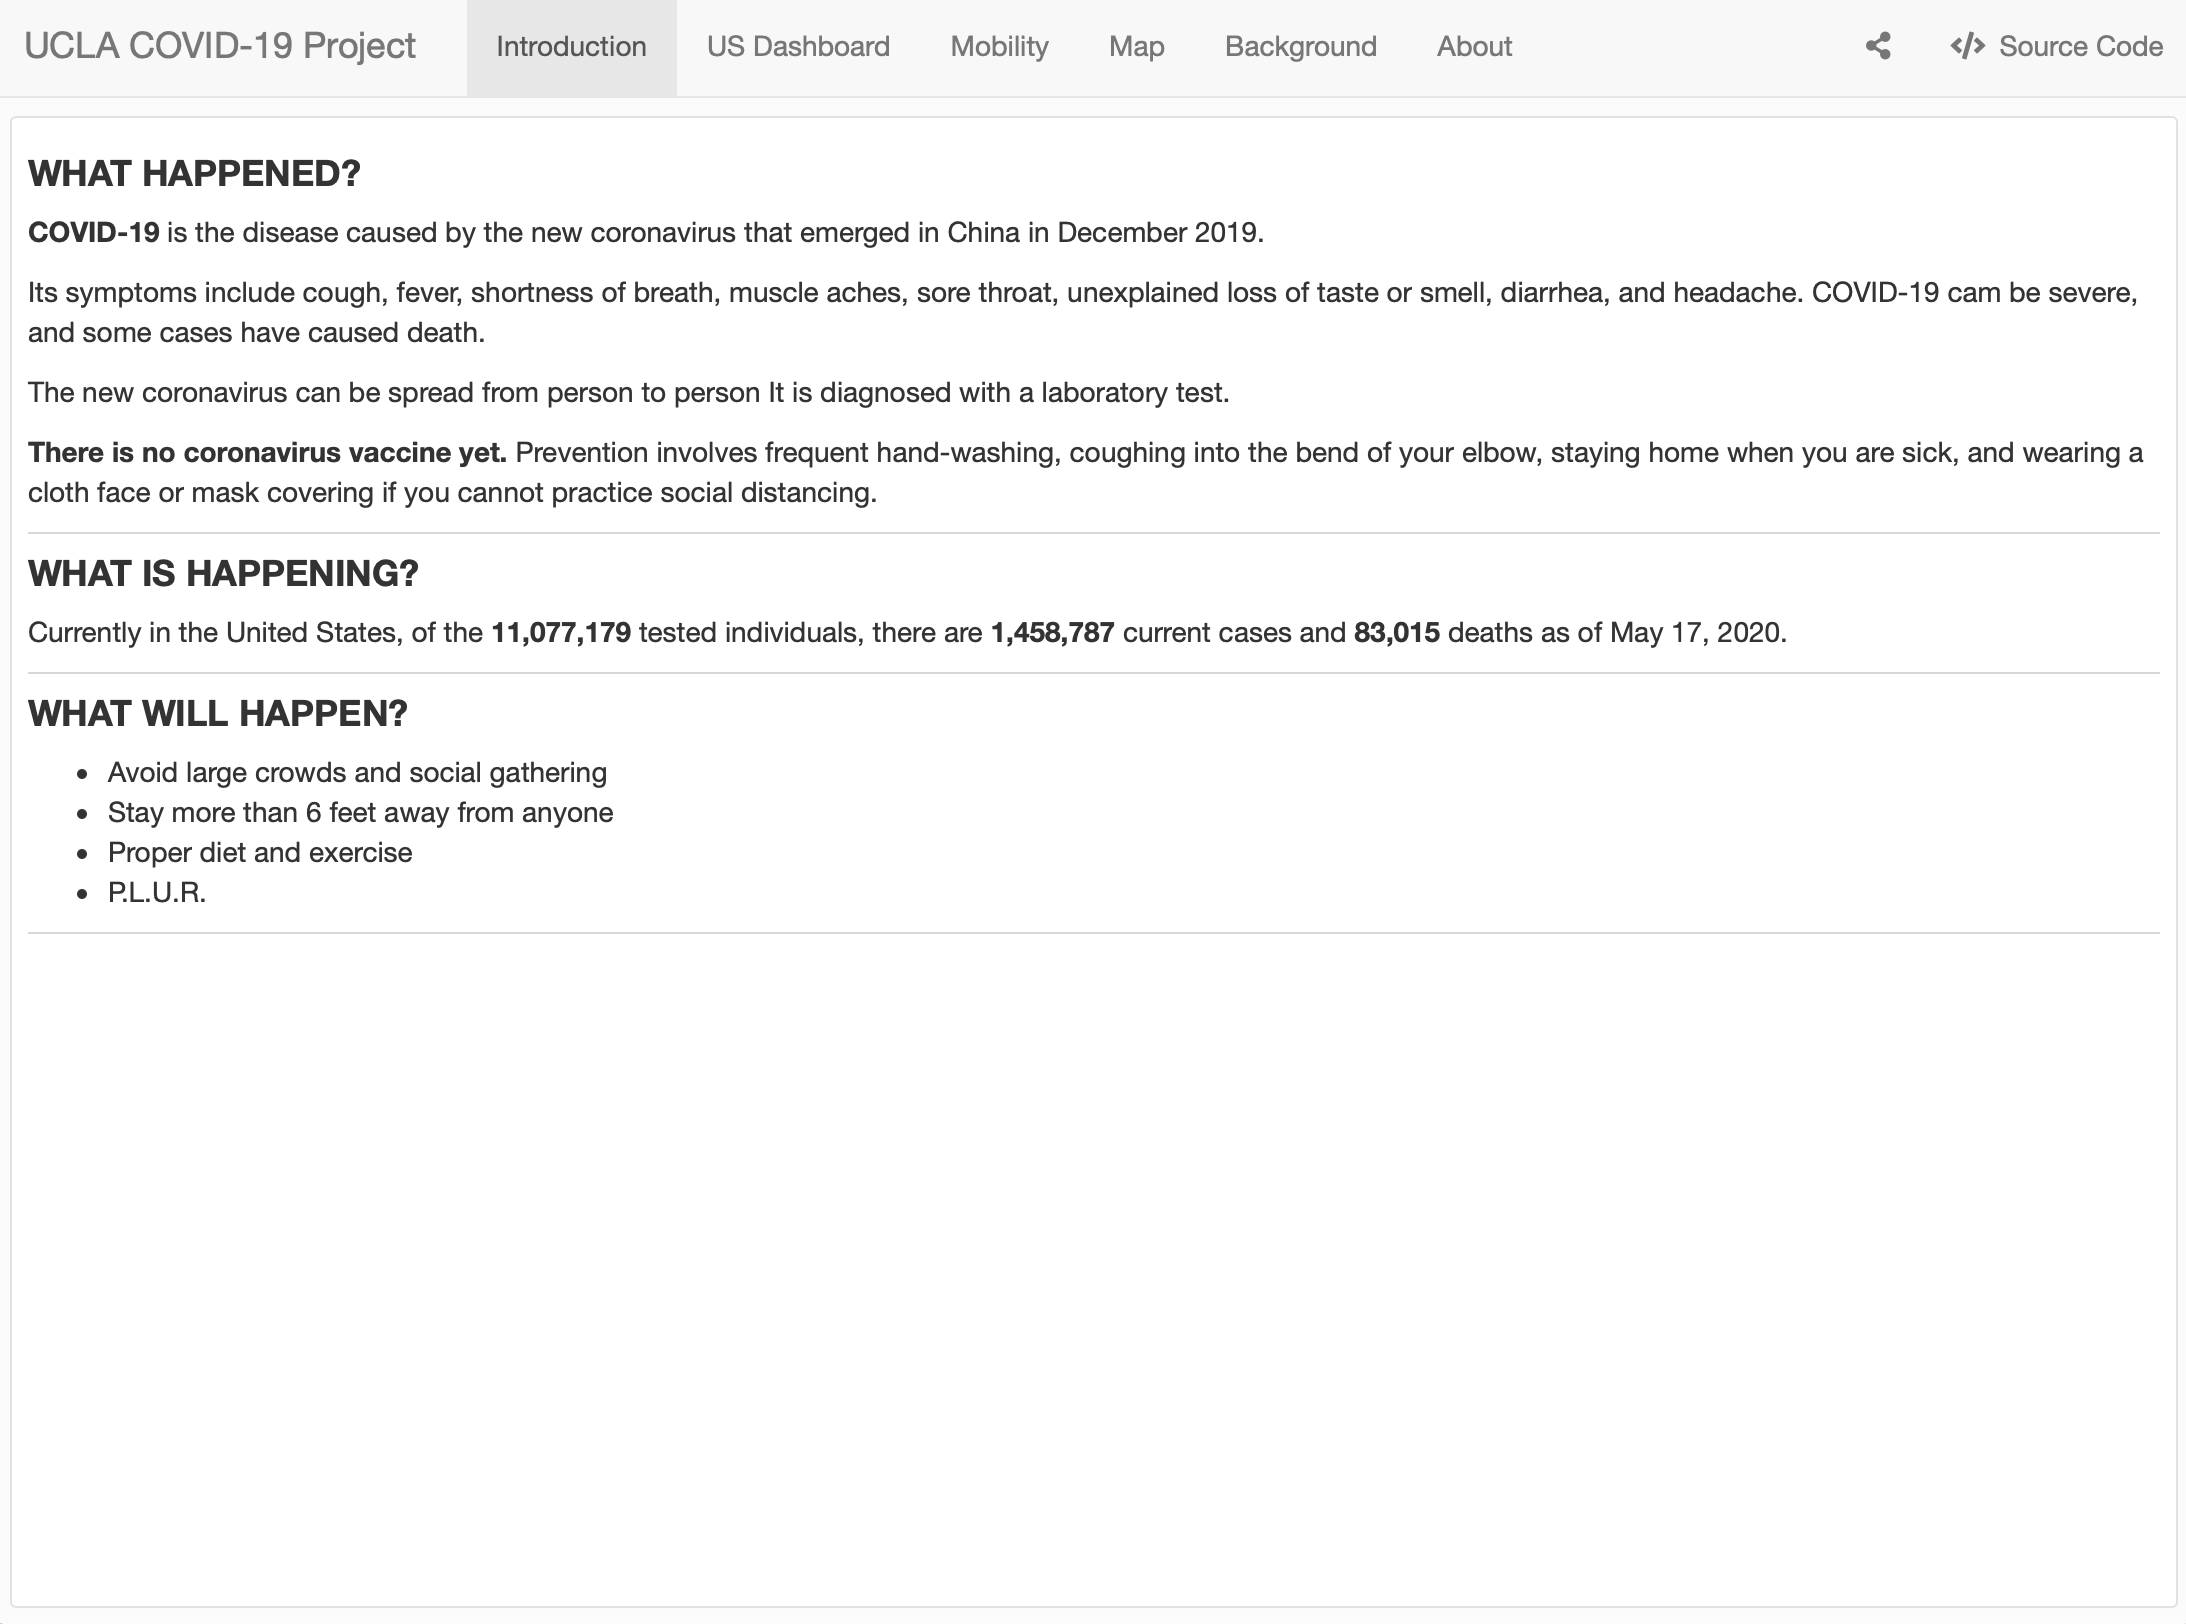 UCLA COVID-19 Project Introduction US Dashboard Mobility Map Background About Source Code
WHAT HAPPENED?
COVID-19 is the disease caused by the new coronavirus that emerged in China in December 2019.
Its symptoms include cough, fever, shortness of breath, muscle aches, sore throat, unexplained loss of taste or smell, diarrhea, and headache. COVID-19 cam be severe,
and some cases have caused death.
The new coronavirus can be spread from person to person It is diagnosed with a laboratory test.
There is no coronavirus vaccine yet. Prevention involves frequent hand-washing, coughing into the bend of your elbow, staying home when you are sick, and wearing a
cloth face or mask covering if you cannot practice social distancing.
WHAT IS HAPPENING?
Currently in the United States, of the 11,077,179 tested individuals, there are 1,458,787 current cases and 83,015 deaths as of May 17, 2020.
WHAT WILL HAPPEN?
• Avoid large crowds and social gathering
• Stay more than 6 feet away from anyone
• Proper diet and exercise
• P.L.U.R.